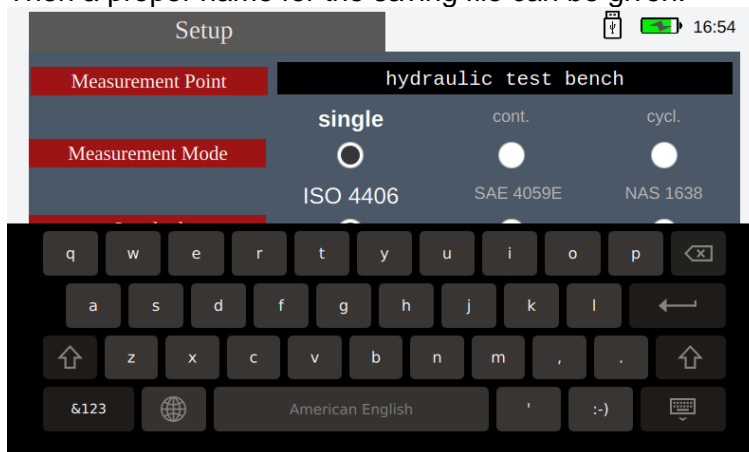 Then a proper name for the saving file can be given.
Setup 16:54
Measurement Point hydraulic test bench
single cont. cycl.
Measurement Mode
ISO 4406 SAE 4059E NAS 1638
q w e r t y u i o p
a s d f g h j k l
z x c v b n m , .
&123 American English ' :-)